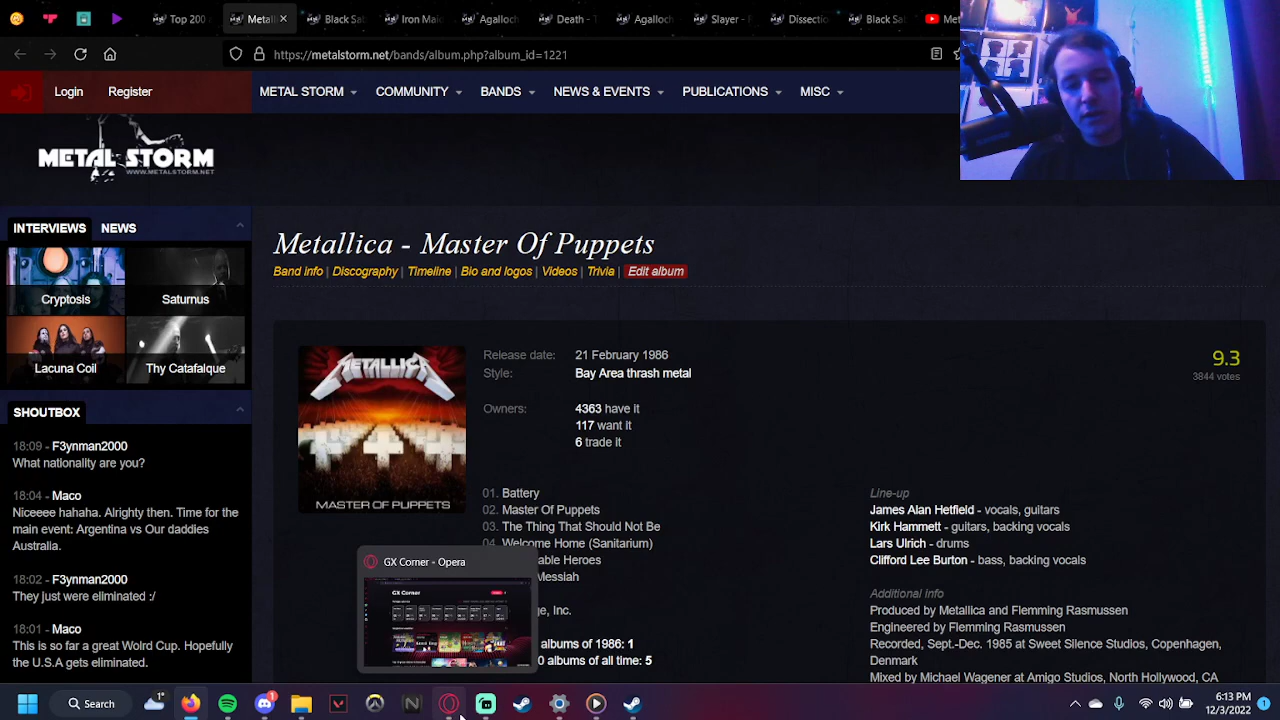 Top 200
Metall
Black Sa
Iron Mai
Agalloch
Death - T
Agalloch
Slayer - R
Dissectio
Black Sa
Met
https://metalstorm.net/bands/album.php?album_id=1221
Login
Register
METAL STORM
COMMUNITY
BANDS
NEWS & EVENTS
PUBLICATIONS
MISC
METAL STORM
WWW.METALSTORM.NET
INTERVIEWS
NEWS
Cryptosis
Saturnus
Lacuna Coil
Thy Catafalque
SHOUTBOX
18:09 - F3ynman2000
What nationality are you?
18:04 - Maco
Niceeee hahaha. Alrighty then. Time for the
main event: Argentina vs Our daddies
Australia.
18:02 - F3ynman2000
They just were eliminated :/
18:01 - Maco
This is so far a great Wolrd Cup. Hopefully
the U.S.A gets eliminated.
Metallica - Master Of Puppets
Band info | Discography | Timeline | Bio and logos | Videos | Trivia | Edit album
METALLICA
MASTER OF PUPPETS
Release date: 21 February 1986
Style: Bay Area thrash metal
Owners: 4363 have it
117 want it
6 trade it
9.3
3844 votes
01. Battery
02. Master Of Puppets
03. The Thing That Should Not Be
04. Welcome Home (Sanitarium)
able Heroes
Messiah
ge, Inc.
albums of 1986: 1
0 albums of all time: 5
Line-up
James Alan Hetfield - vocals, guitars
Kirk Hammett - guitars, backing vocals
Lars Ulrich - drums
Clifford Lee Burton - bass, backing vocals
Additional info
Produced by Metallica and Flemming Rasmussen
Engineered by Flemming Rasmussen
Recorded, Sept.-Dec. 1985 at Sweet Silence Studios, Copenhagen,
Denmark
Mixed by Michael Wagener at Amigo Studios, North Hollywood, CA
GX Corner - Opera
GX Corner
Search
1
6:13 PM
12/3/2022